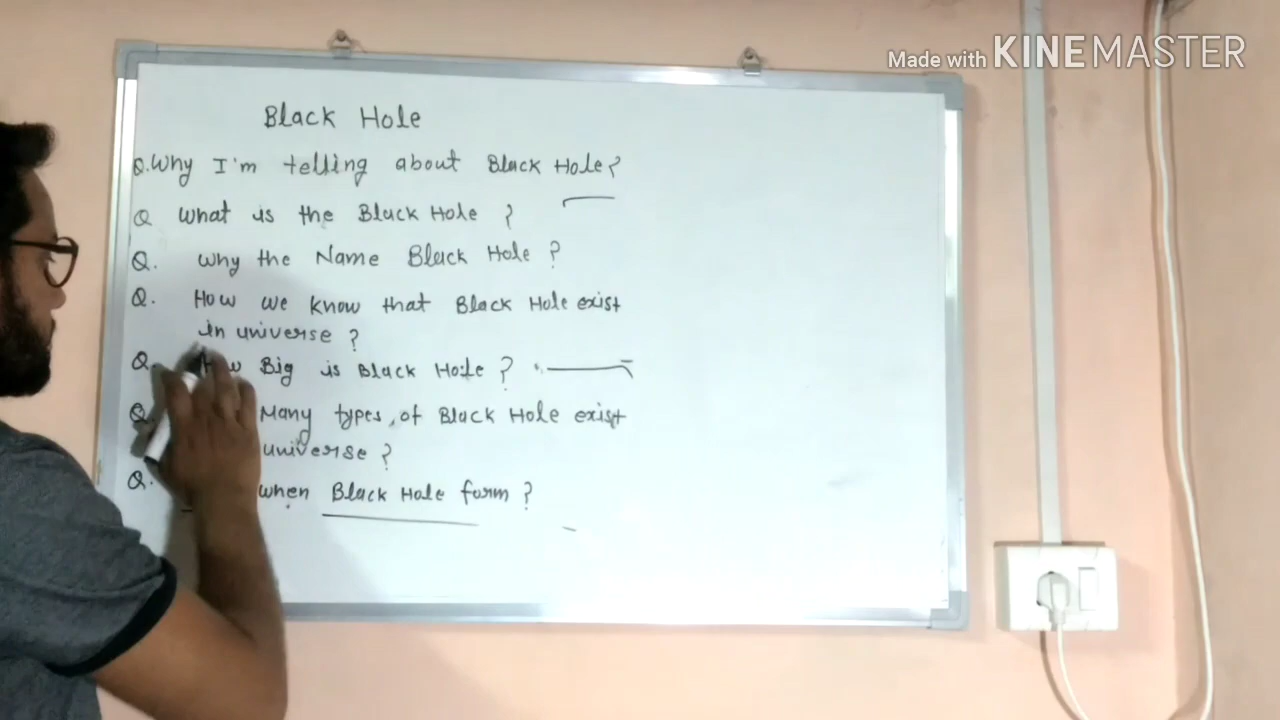 Made with KINEMASTER
Black Hole
Q. Why I'm telling about Black Hole?
Q What is the Black Hole ?
Q. why the Name Black Hole ?
Q. How we know that Black Hole exist
in universe ?
Q. How Big is Black Hole ?
Q. Many types, of Black Hole exist
universe ?
Q. when Black Hole form ?